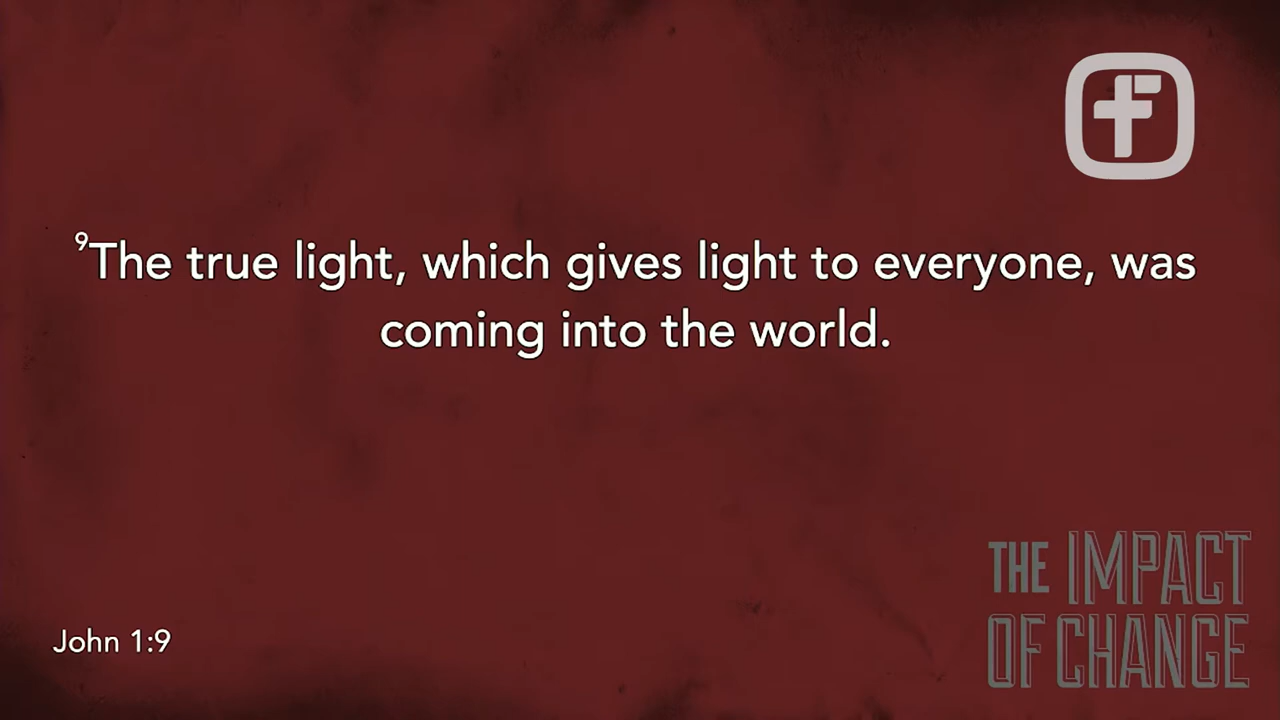 ⁹The true light, which gives light to everyone, was
coming into the world.
John 1:9
THE IMPACT
OF CHANGE